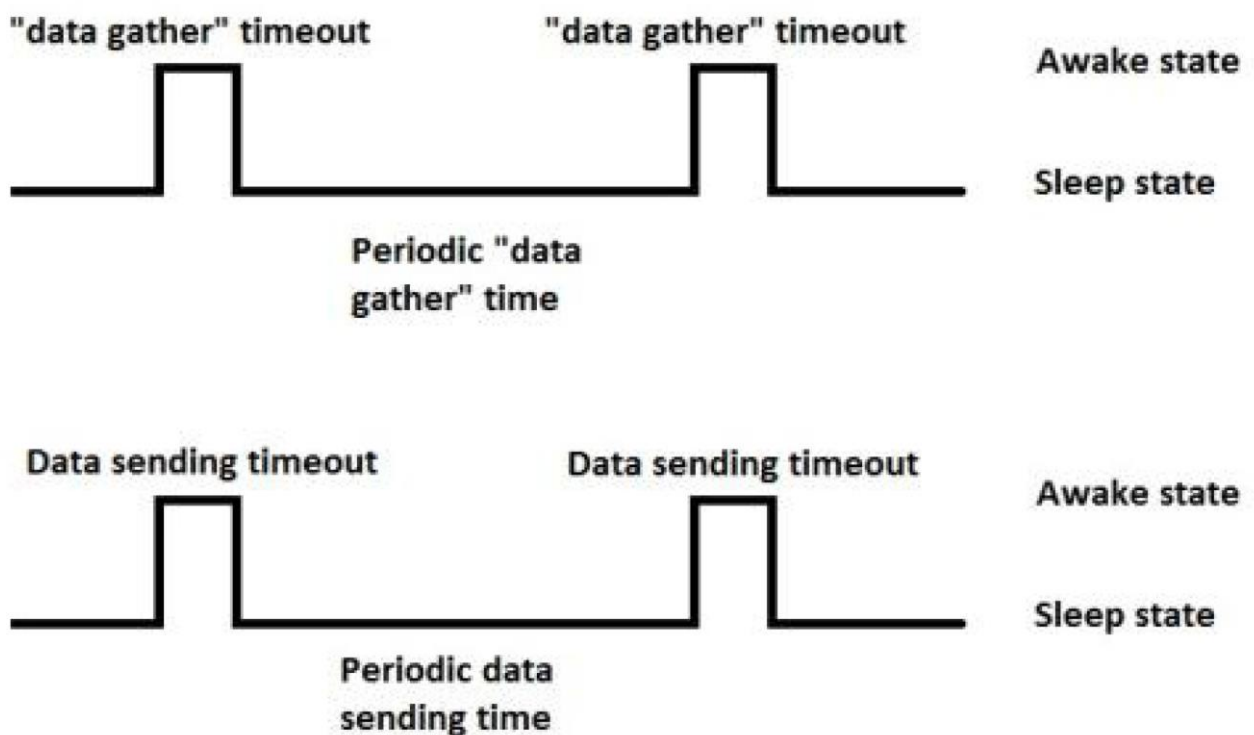 "data gather" timeout
"data gather" timeout
Awake state
Sleep state
Periodic "data
gather" time
Data sending timeout
Data sending timeout
Awake state
Sleep state
Periodic data
sending time